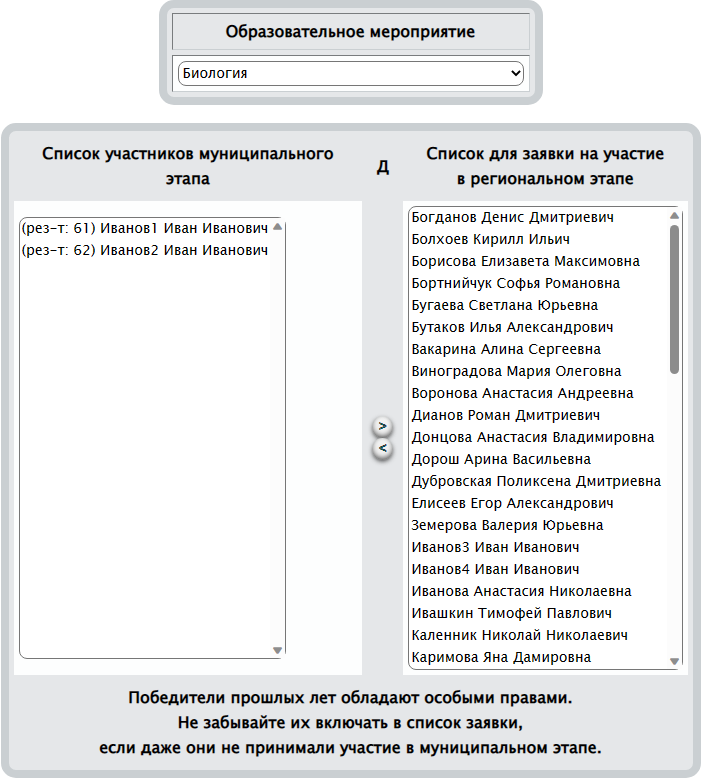 Образовательное мероприятие
Биология
Список участников муниципального
этапа
Д
Список для заявки на участие
в региональном этапе
(рез-т: 61) Иванов1 Иван Иванович
(рез-т: 62) Иванов2 Иван Иванович
>
<
Богданов Денис Дмитриевич
Болхоев Кирилл Ильич
Борисова Елизавета Максимовна
Бортнийчук Софья Романовна
Бугаева Светлана Юрьевна
Бутаков Илья Александрович
Вакарина Алина Сергеевна
Виноградова Мария Олеговна
Воронова Анастасия Андреевна
Дианов Роман Дмитриевич
Донцова Анастасия Владимировна
Дорош Арина Васильевна
Дубровская Поликсена Дмитриевна
Елисеев Егор Александрович
Земерова Валерия Юрьевна
Иванов3 Иван Иванович
Иванов4 Иван Иванович
Иванова Анастасия Николаевна
Ивашкин Тимофей Павлович
Каленник Николай Николаевич
Каримова Яна Дамировна
Победители прошлых лет обладают особыми правами.
Не забывайте их включать в список заявки,
если даже они не принимали участие в муниципальном этапе.